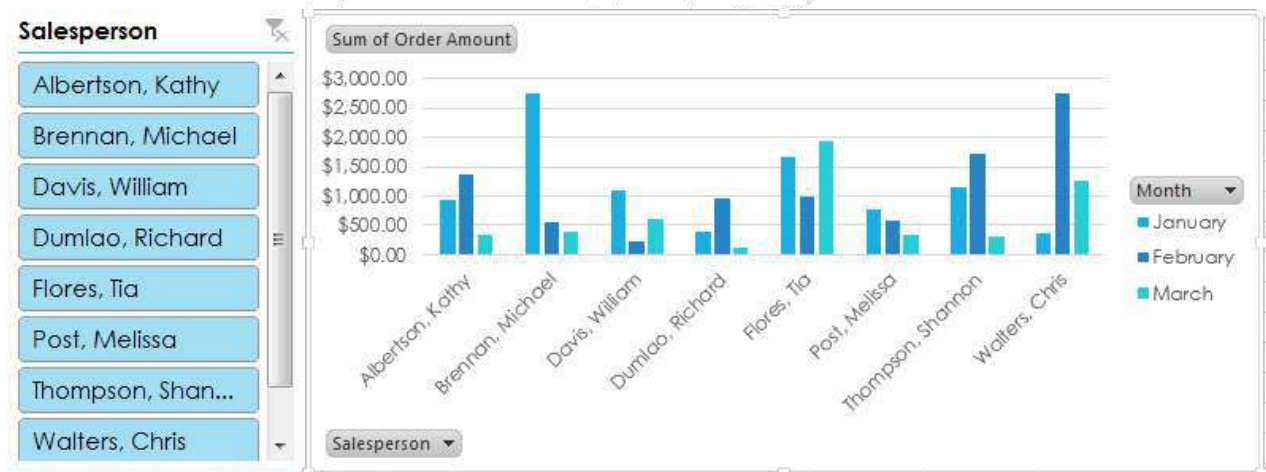 Salesperson
Albertson, Kathy
Brennan, Michael
Davis, William
Dumlao, Richard
Flores, Tia
Post, Melissa
Thompson, Shan...
Walters, Chris
Sum of Order Amount
$3,000.00
$2,500.00
$2,000.00
$1,500.00
$1,000.00
$500.00
$0.00
Albertson, Kathy
Brennan, Michael
Davis, William
Dumlao, Richard
Flores, Tia
Post, Melissa
Thompson, Shannon
Walters, Chris
Month
January
February
March
Salesperson